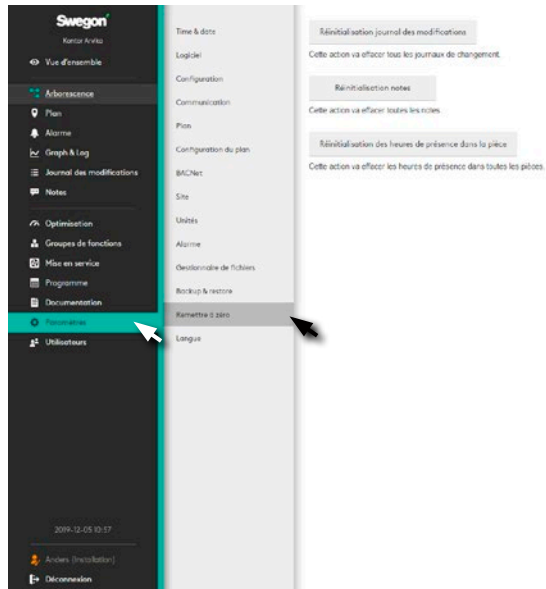 Swegon
Kontor Arvika
Vue d'ensemble
Arborescence
Plan
Alarme
Graph & Log
Journal des modifications
Notes
Optimisation
Groupes de fonctions
Mise en service
Programme
Documentation
Paramètres
Utilisateurs
2019-12-05 10:57
Anders (Installation)
Déconnexion
Time & date
Logiciel
Configuration
Communication
Plan
Configuration du plan
BACNet
Site
Unités
Alarme
Gestionnaire de fichiers
Backup & restore
Remettre à zéro
Langue
Réinitialisation journal des modifications
Cette action va effacer tous les journaux de changement.
Réinitialisation notes
Cette action va effacer toutes les notes.
Réinitialisation des heures de présence dans la pièce
Cette action va effacer les heures de présence dans toutes les pièces.